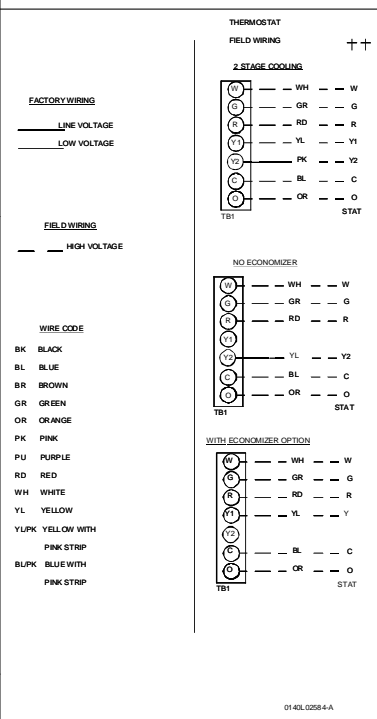 THERMOSTAT
FIELD WIRING
2 STAGE COOLING
W WH W
G GR G
R RD R
Y1 YL Y1
Y2 PK Y2
C BL C
O OR O
TB1 STAT
FACTORY WIRING
LINE VOLTAGE
LOW VOLTAGE
FIELD WIRING
HIGH VOLTAGE
NO ECONOMIZER
W WH W
G GR G
R RD R
Y1
Y2 YL Y2
C BL C
O OR O
TB1 STAT
WIRE CODE
BK BLACK
BL BLUE
BR BROWN
GR GREEN
OR ORANGE
PK PINK
PU PURPLE
RD RED
WH WHITE
YL YELLOW
YL/PK YELLOW WITH
PINK STRIP
BL/PK BLUE WITH
PINK STRIP
WITH ECONOMIZER OPTION
W WH W
G GR G
R RD R
Y1 YL Y
Y2
C BL C
O OR O
TB1 STAT
0140L02584-A